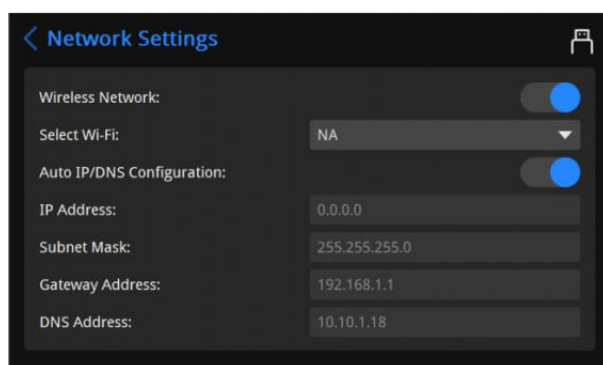 Network Settings
Wireless Network:
Select Wi-Fi: NA
Auto IP/DNS Configuration:
IP Address: 0.0.0.0
Subnet Mask: 255.255.255.0
Gateway Address: 192.168.1.1
DNS Address: 10.10.1.18